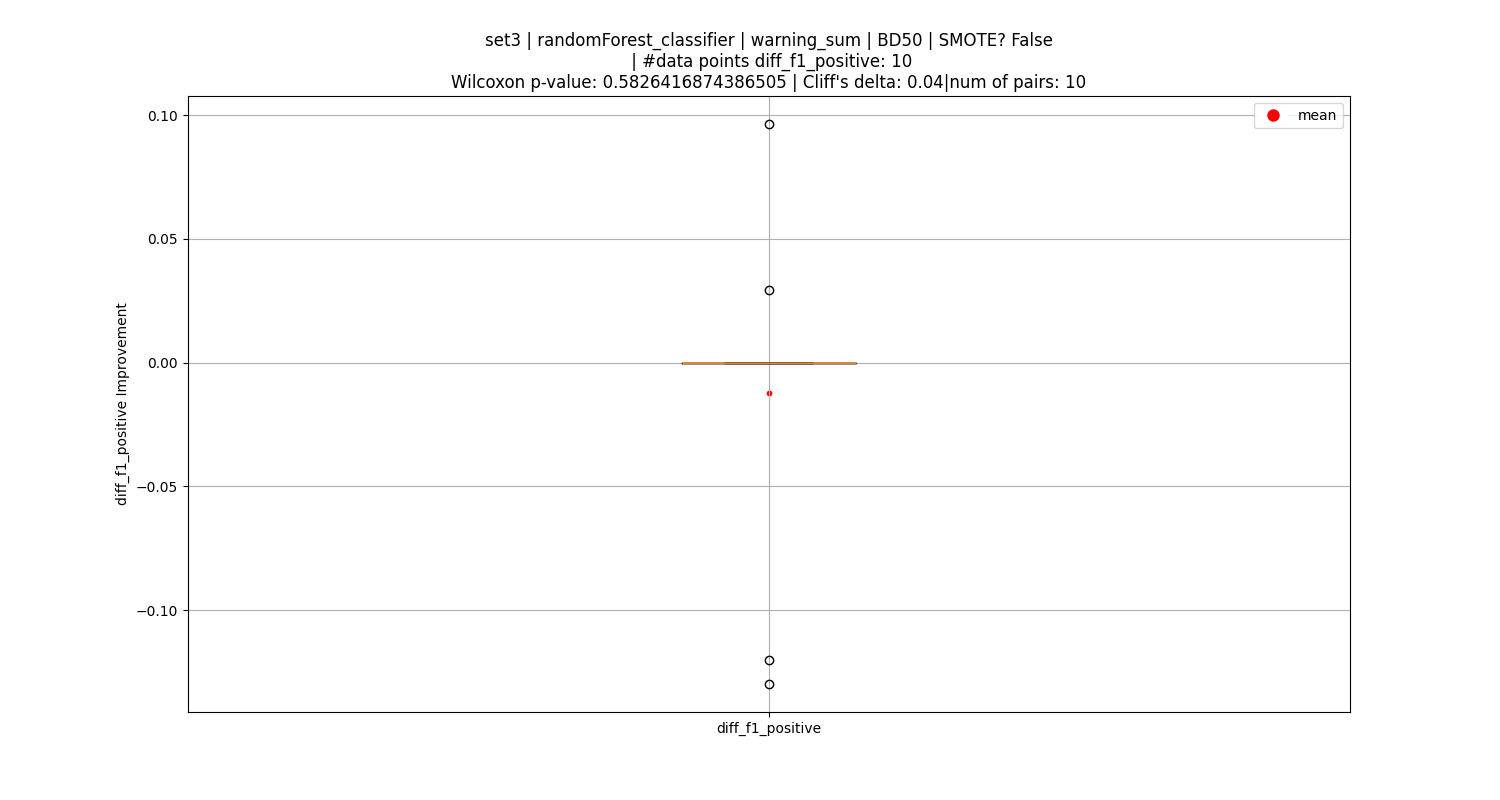 set3 | randomForest_classifier | warning_sum | BD50 | SMOTE? False
| #data points diff_f1_positive: 10
Wilcoxon p-value: 0.5826416874386505 | Cliff's delta: 0.04|num of pairs: 10
mean
0.10
0.05
0.00
−0.05
−0.10
diff_f1_positive Improvement
diff_f1_positive